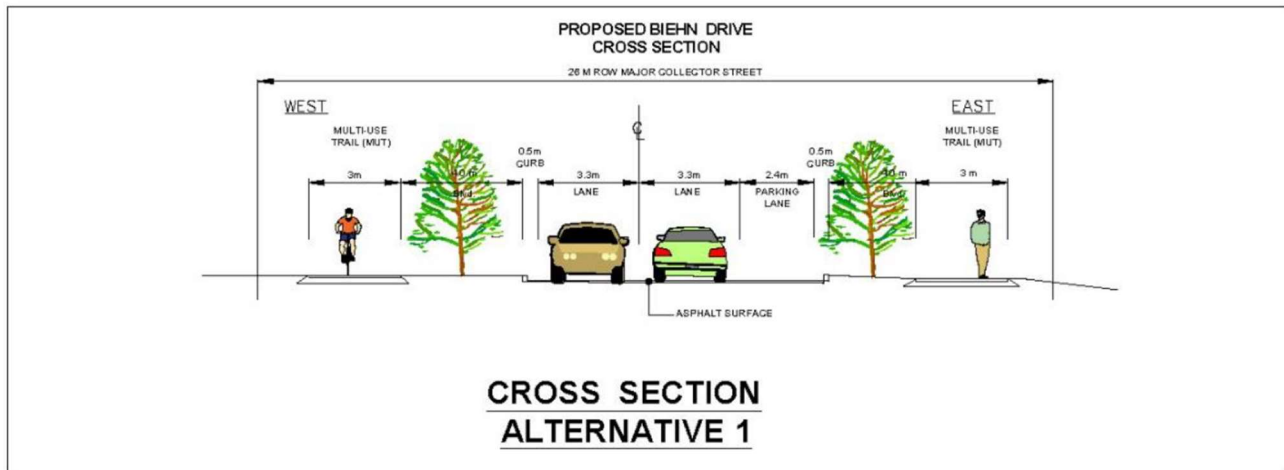 PROPOSED BIEHN DRIVE
CROSS SECTION
26 M ROW MAJOR COLLECTOR STREET
WEST
EAST
MULTI-USE
TRAIL (MUT)
MULTI-USE
TRAIL (MUT)
0.5m
CURB
0.5m
CURB
3m
3.3m
LANE
3.3m
LANE
2.4m
PARKING
LANE
3 m
ASPHALT SURFACE
CROSS SECTION
ALTERNATIVE 1